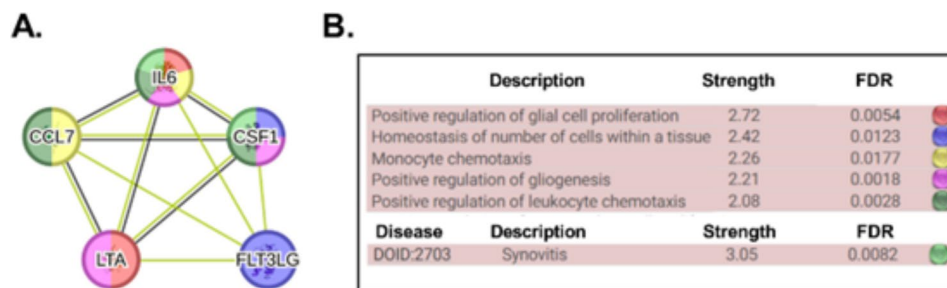 A.
IL6
CCL7
CSF1
LTA
FLT3LG
B.
Description Strength FDR
Positive regulation of glial cell proliferation 2.72 0.0054
Homeostasis of number of cells within a tissue 2.42 0.0123
Monocyte chemotaxis 2.26 0.0177
Positive regulation of gliogenesis 2.21 0.0018
Positive regulation of leukocyte chemotaxis 2.08 0.0028
Disease Description Strength FDR
DOID:2703 Synovitis 3.05 0.0082